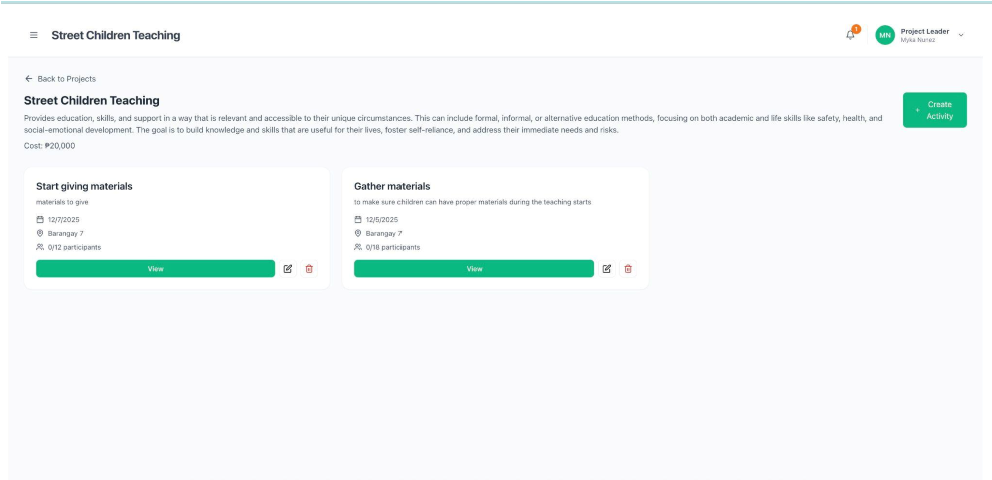 Street Children Teaching
1
MN
Project Leader
Myka Nunez
Back to Projects
Street Children Teaching
Provides education, skills, and support in a way that is relevant and accessible to their unique circumstances. This can include formal, informal, or alternative education methods, focusing on both academic and life skills like safety, health, and
social-emotional development. The goal is to build knowledge and skills that are useful for their lives, foster self-reliance, and address their immediate needs and risks.
Cost: ₱20,000
+ Create
Activity
Start giving materials
materials to give
12/7/2025
Barangay 7
0/12 participants
View
Gather materials
to make sure children can have proper materials during the teaching starts
12/5/2025
Barangay 7
0/18 participants
View